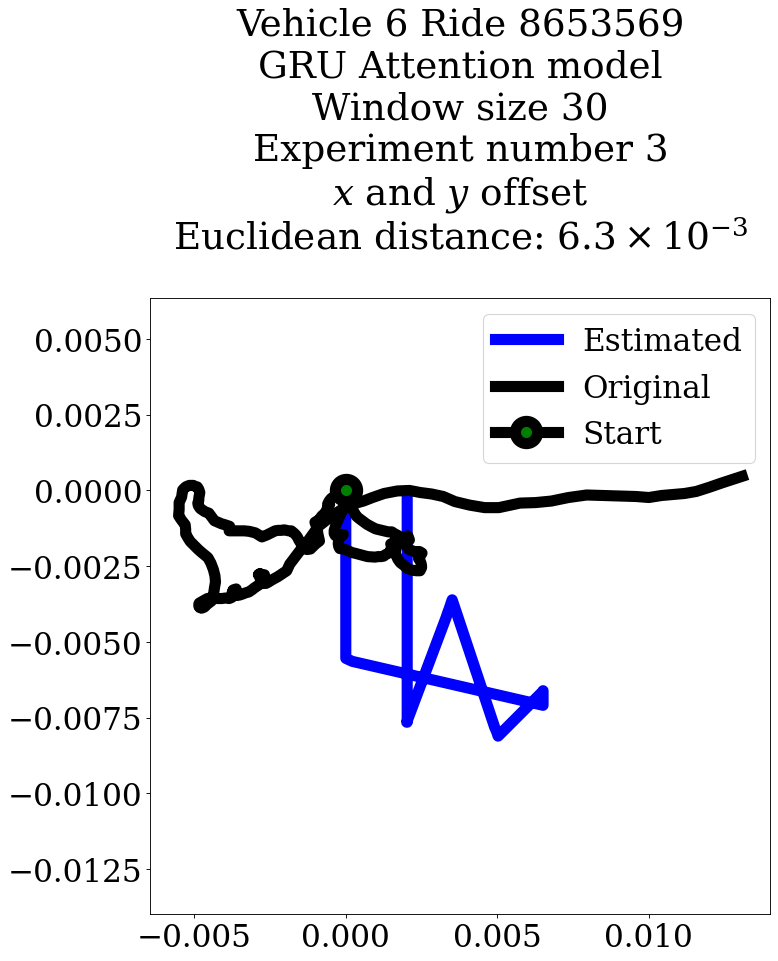 Vehicle 6 Ride 8653569
GRU Attention model
Window size 30
Experiment number 3
x and y offset
Euclidean distance: 6.3 × 10⁻³
Estimated
Original
Start
0.0050
0.0025
0.0000
−0.0025
−0.0050
−0.0075
−0.0100
−0.0125
−0.005 0.000 0.005 0.010